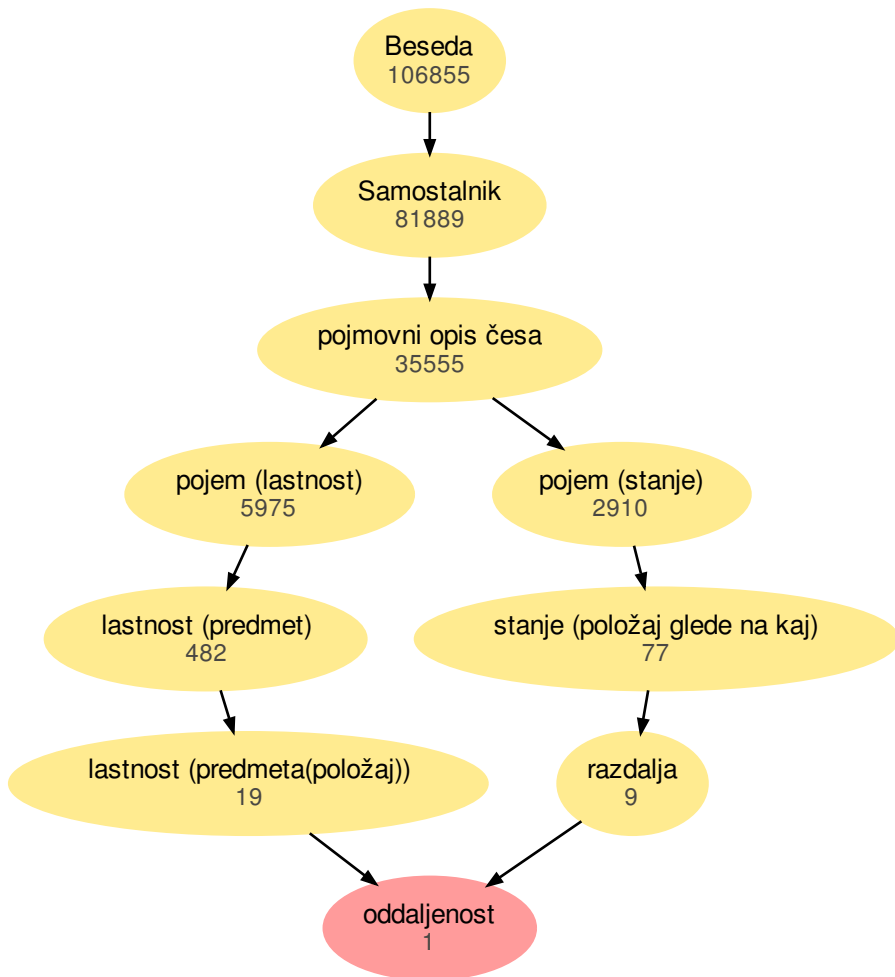 Beseda
106855
Samostalnik
81889
pojmovni opis česa
35555
pojem (lastnost)
5975
pojem (stanje)
2910
lastnost (predmet)
482
stanje (položaj glede na kaj)
77
lastnost (predmeta(položaj))
19
razdalja
9
oddaljenost
1